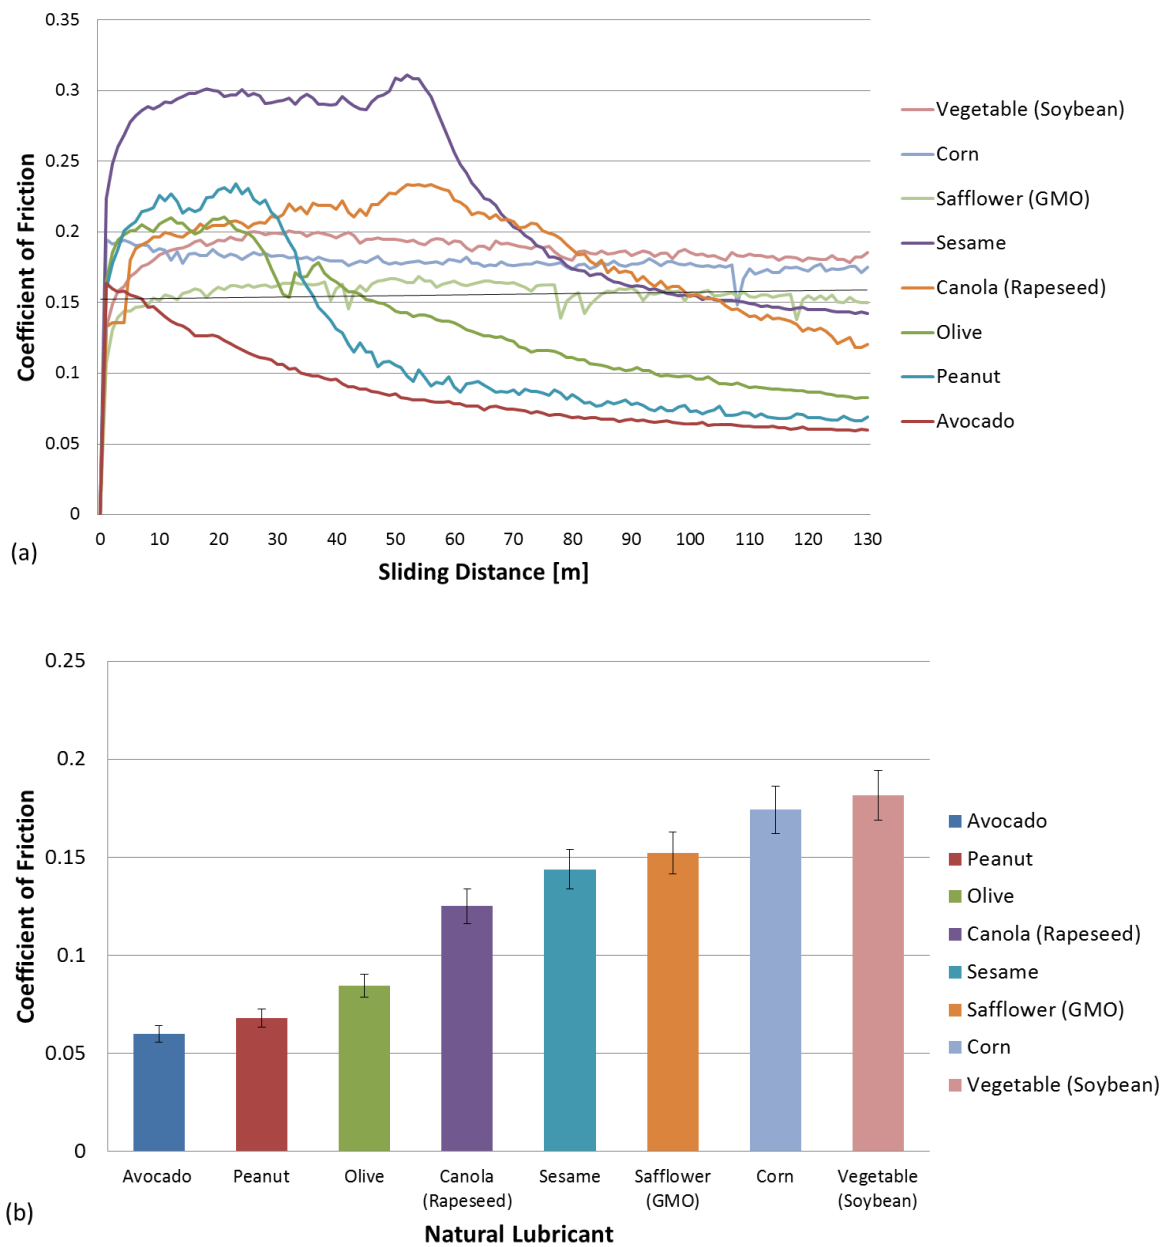 0.35
0.3
0.25
0.2
0.15
0.1
0.05
0
Coefficient of Friction
0 10 20 30 40 50 60 70 80 90 100 110 120 130
Sliding Distance [m]
(a)
Vegetable (Soybean)
Corn
Safflower (GMO)
Sesame
Canola (Rapeseed)
Olive
Peanut
Avocado
0.25
0.2
0.15
0.1
0.05
0
Coefficient of Friction
Avocado Peanut Olive Canola Sesame Safflower Corn Vegetable
(Rapeseed) (GMO) (Soybean)
Natural Lubricant
(b)
Avocado
Peanut
Olive
Canola (Rapeseed)
Sesame
Safflower (GMO)
Corn
Vegetable (Soybean)